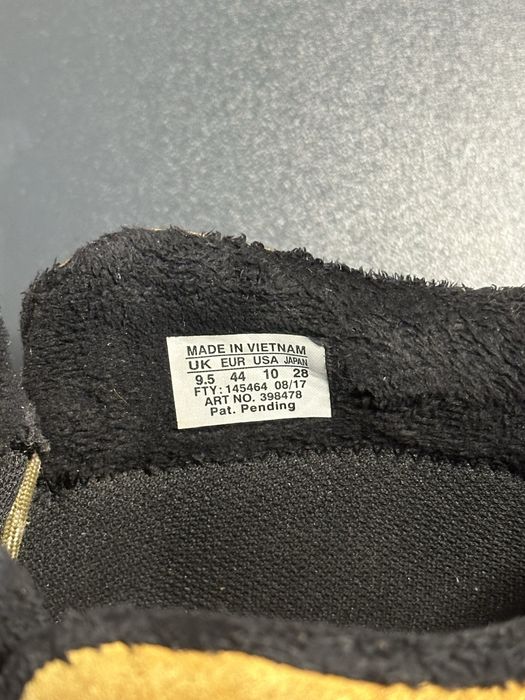 MADE IN VIETNAM
UK EUR USA JAPAN
9.5 44 10 28
FTY: 145464 08/17
ART NO. 398478
Pat. Pending